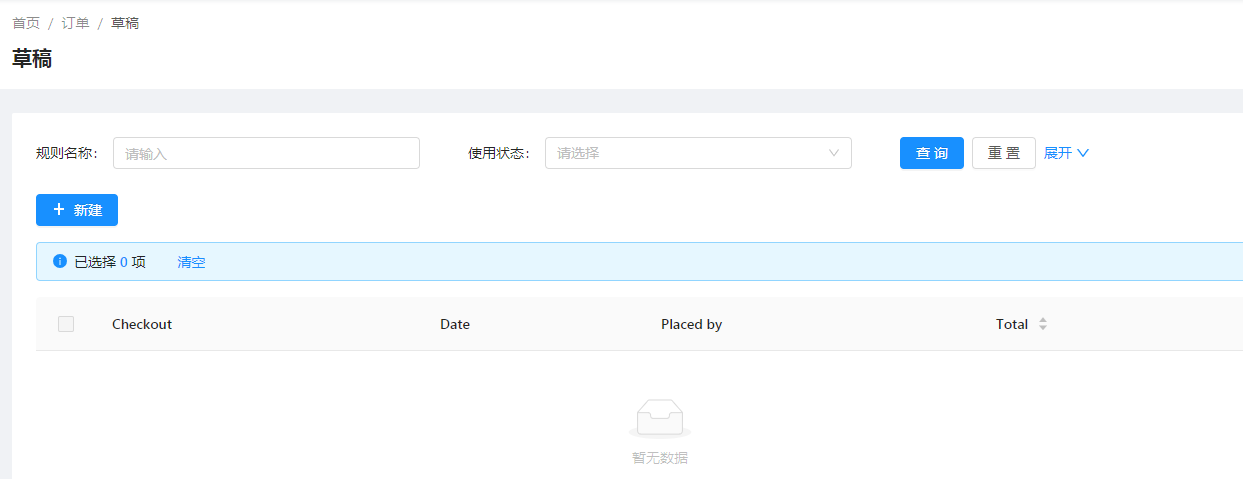 首页 / 订单 / 草稿
草稿
规则名称: 请输入 使用状态: 请选择 查 询 重 置 展开
+ 新建
已选择 0 项 清空
Checkout Date Placed by Total
暂无数据